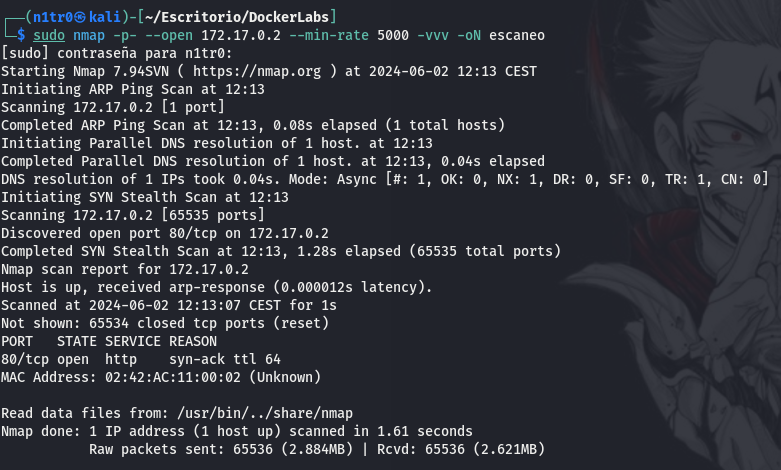 ┌──(n1tr0㉿kali)-[~/Escritorio/DockerLabs]
└─$ sudo nmap -p- --open 172.17.0.2 --min-rate 5000 -vvv -oN escaneo
[sudo] contraseña para n1tr0:
Starting Nmap 7.94SVN ( https://nmap.org ) at 2024-06-02 12:13 CEST
Initiating ARP Ping Scan at 12:13
Scanning 172.17.0.2 [1 port]
Completed ARP Ping Scan at 12:13, 0.08s elapsed (1 total hosts)
Initiating Parallel DNS resolution of 1 host. at 12:13
Completed Parallel DNS resolution of 1 host. at 12:13, 0.04s elapsed
DNS resolution of 1 IPs took 0.04s. Mode: Async [#: 1, OK: 0, NX: 1, DR: 0, SF: 0, TR: 1, CN: 0]
Initiating SYN Stealth Scan at 12:13
Scanning 172.17.0.2 [65535 ports]
Discovered open port 80/tcp on 172.17.0.2
Completed SYN Stealth Scan at 12:13, 1.28s elapsed (65535 total ports)
Nmap scan report for 172.17.0.2
Host is up, received arp-response (0.000012s latency).
Scanned at 2024-06-02 12:13:07 CEST for 1s
Not shown: 65534 closed tcp ports (reset)
PORT   STATE SERVICE REASON
80/tcp open  http    syn-ack ttl 64
MAC Address: 02:42:AC:11:00:02 (Unknown)

Read data files from: /usr/bin/../share/nmap
Nmap done: 1 IP address (1 host up) scanned in 1.61 seconds
           Raw packets sent: 65536 (2.884MB) | Rcvd: 65536 (2.621MB)